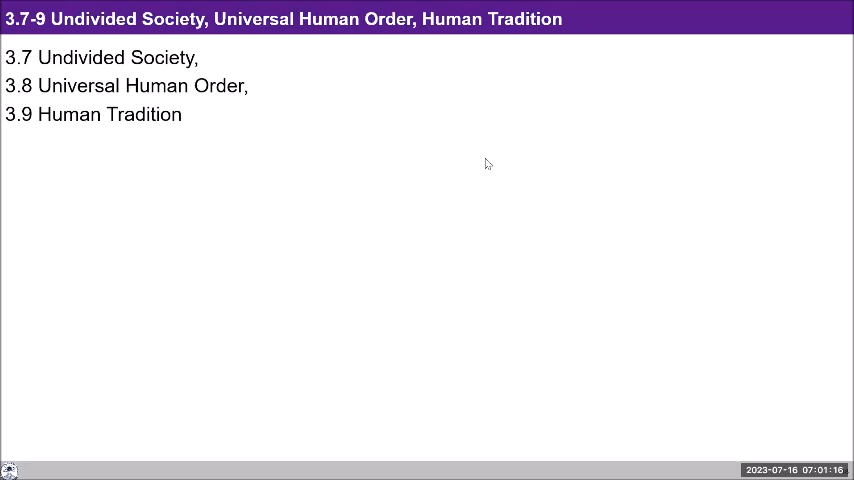 3.7-9 Undivided Society, Universal Human Order, Human Tradition
3.7 Undivided Society,
3.8 Universal Human Order,
3.9 Human Tradition
2023-07-16 07:01:16